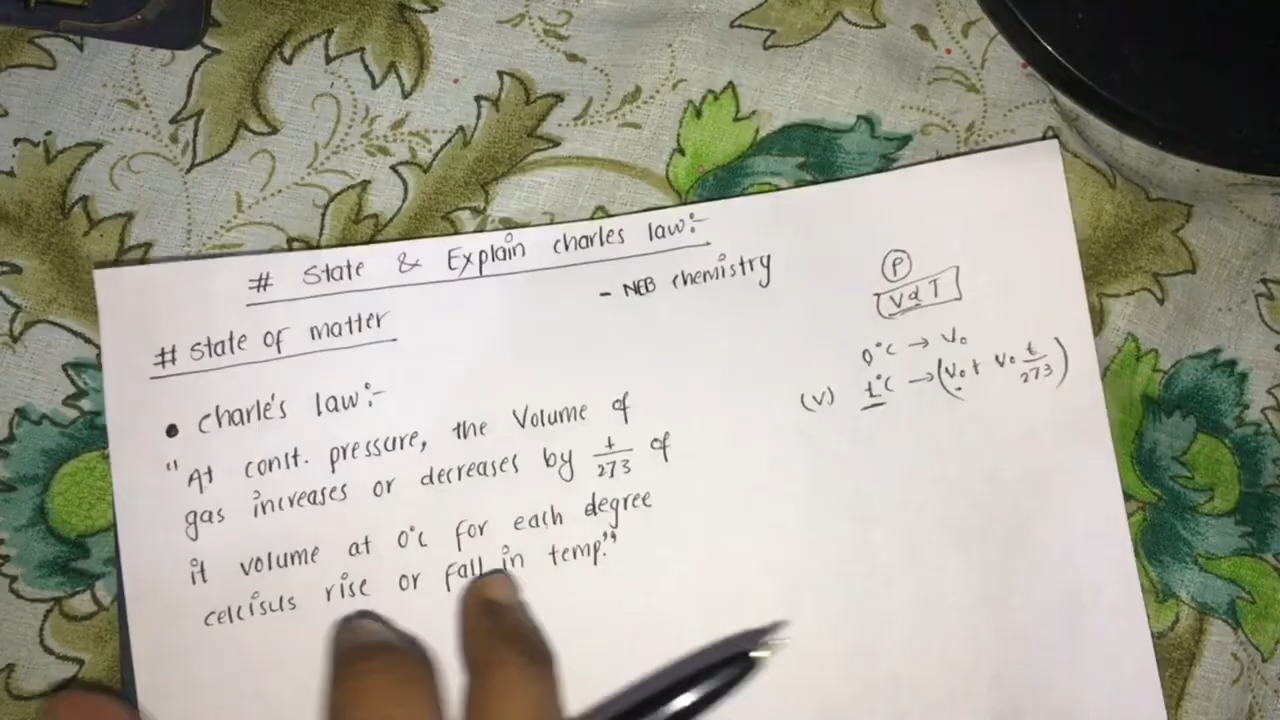 # State & Explain charles law:-
- NEB chemistry
# State of matter
• Charle's law:-
"At const. pressure, the Volume of
gas increases or decreases by t/273 of
it volume at 0°C for each degree
celcisus rise or fall in temp."
P
V α T
0°C → V₀
(V) t°C → (V₀ + V₀ t/273)